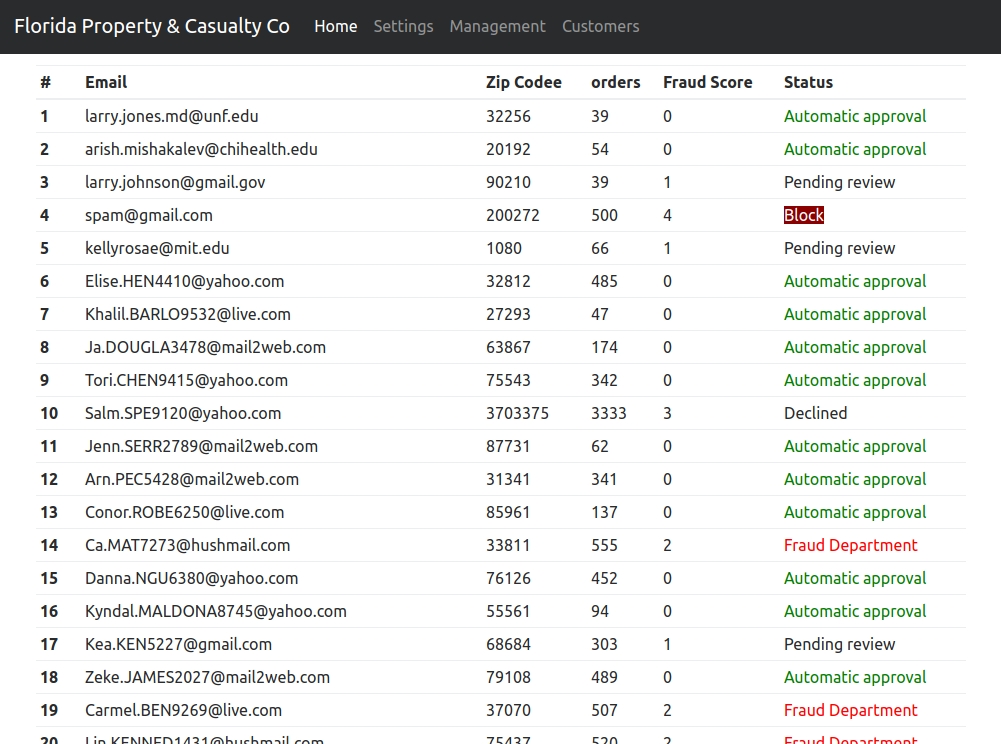 Florida Property & Casualty Co Home Settings Management Customers
# Email Zip Codee orders Fraud Score Status
1 larry.jones.md@unf.edu 32256 39 0 Automatic approval
2 arish.mishakalev@chihealth.edu 20192 54 0 Automatic approval
3 larry.johnson@gmail.gov 90210 39 1 Pending review
4 spam@gmail.com 200272 500 4 Block
5 kellyrosae@mit.edu 1080 66 1 Pending review
6 Elise.HEN4410@yahoo.com 32812 485 0 Automatic approval
7 Khalil.BARLO9532@live.com 27293 47 0 Automatic approval
8 Ja.DOUGLA3478@mail2web.com 63867 174 0 Automatic approval
9 Tori.CHEN9415@yahoo.com 75543 342 0 Automatic approval
10 Salm.SPE9120@yahoo.com 3703375 3333 3 Declined
11 Jenn.SERR2789@mail2web.com 87731 62 0 Automatic approval
12 Arn.PEC5428@mail2web.com 31341 341 0 Automatic approval
13 Conor.ROBE6250@live.com 85961 137 0 Automatic approval
14 Ca.MAT7273@hushmail.com 33811 555 2 Fraud Department
15 Danna.NGU6380@yahoo.com 76126 452 0 Automatic approval
16 Kyndal.MALDONA8745@yahoo.com 55561 94 0 Automatic approval
17 Kea.KEN5227@gmail.com 68684 303 1 Pending review
18 Zeke.JAMES2027@mail2web.com 79108 489 0 Automatic approval
19 Carmel.BEN9269@live.com 37070 507 2 Fraud Department
20 Lin.KENNED1431@hushmail.com 75437 520 2 Fraud Department